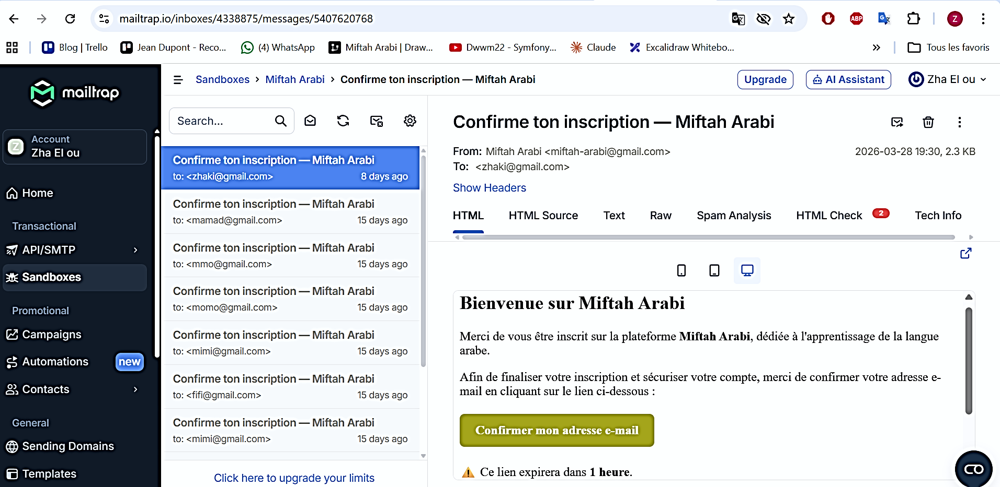 mailtrap.io/inboxes/4338875/messages/5407620768
ABP
Z
Blog | Trello
Jean Dupont - Reco...
(4) WhatsApp
Miftah Arabi | Draw...
Dwwm22 - Symfony...
Claude
Excalidraw Whitebo...
Tous les favoris
mailtrap
Sandboxes > Miftah Arabi > Confirme ton inscription — Miftah Arabi
Upgrade
AI Assistant
Zha El ou
Z
Account
Zha El ou
Home
Transactional
API/SMTP
Sandboxes
Promotional
Campaigns
Automations
new
Contacts
General
Sending Domains
Templates
Search...
Confirme ton inscription — Miftah Arabi
to: <zhaki@gmail.com> 8 days ago
Confirme ton inscription — Miftah Arabi
to: <mamad@gmail.com> 15 days ago
Confirme ton inscription — Miftah Arabi
to: <mmo@gmail.com> 15 days ago
Confirme ton inscription — Miftah Arabi
to: <momo@gmail.com> 15 days ago
Confirme ton inscription — Miftah Arabi
to: <mimi@gmail.com> 15 days ago
Confirme ton inscription — Miftah Arabi
to: <fifi@gmail.com> 15 days ago
Confirme ton inscription — Miftah Arabi
to: <mimi@gmail.com> 15 days ago
Click here to upgrade your limits
Confirme ton inscription — Miftah Arabi
From: Miftah Arabi <miftah-arabi@gmail.com>
2026-03-28 19:30, 2.3 KB
To: <zhaki@gmail.com>
Show Headers
HTML
HTML Source
Text
Raw
Spam Analysis
HTML Check
2
Tech Info
Bienvenue sur Miftah Arabi
Merci de vous être inscrit sur la plateforme Miftah Arabi, dédiée à l'apprentissage de la langue
arabe.
Afin de finaliser votre inscription et sécuriser votre compte, merci de confirmer votre adresse e-
mail en cliquant sur le lien ci-dessous :
Confirmer mon adresse e-mail
⚠ Ce lien expirera dans 1 heure.